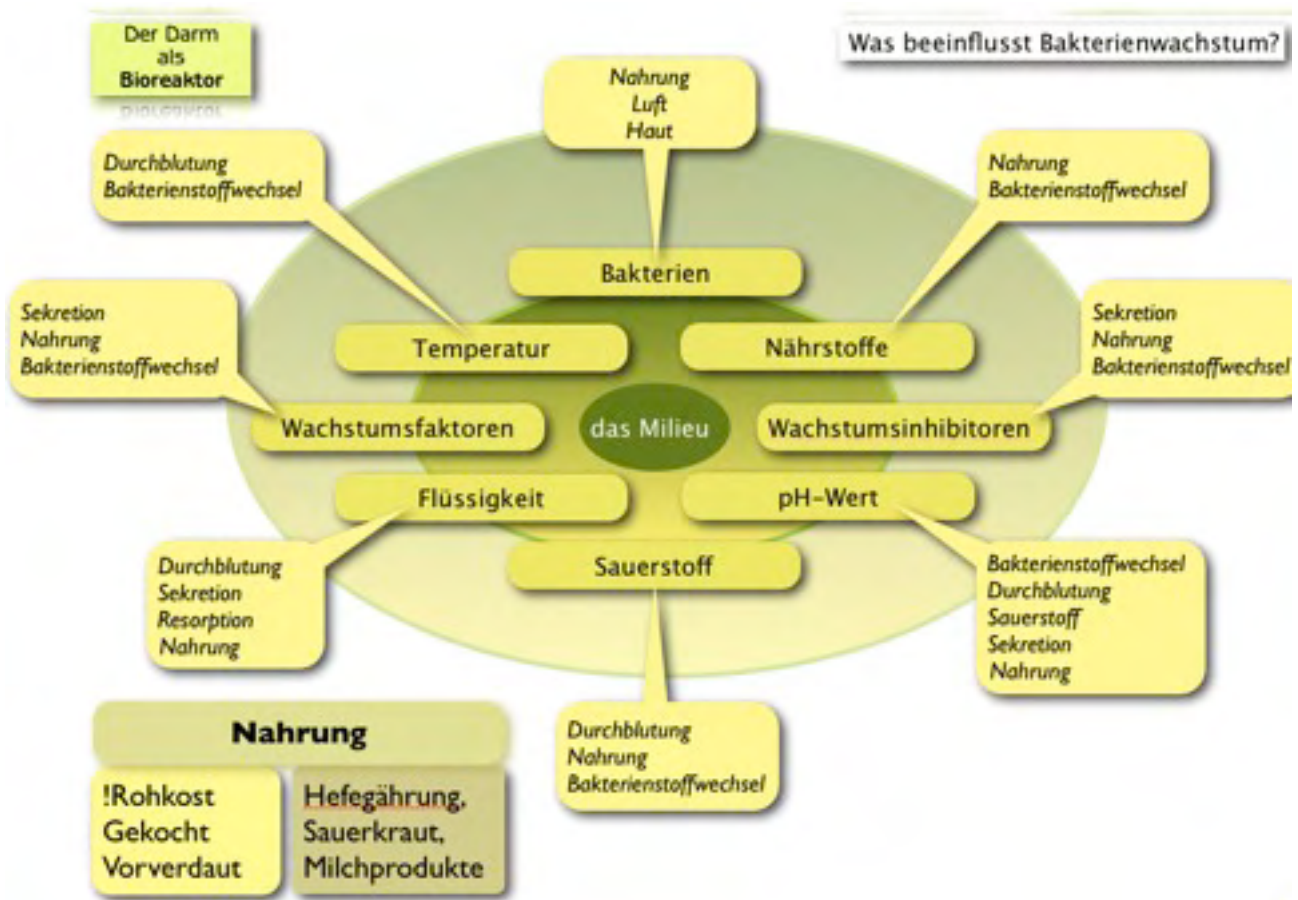 Der Darm
als
Bioreaktor
Was beeinflusst Bakterienwachstum?
Nahrung
Luft
Haut
Durchblutung
Bakterienstoffwechsel
Nahrung
Bakterienstoffwechsel
Bakterien
Sekretion
Nahrung
Bakterienstoffwechsel
Temperatur
Nährstoffe
Sekretion
Nahrung
Bakterienstoffwechsel
Wachstumsfaktoren
das Milieu
Wachstumsinhibitoren
Flüssigkeit
pH-Wert
Sauerstoff
Durchblutung
Sekretion
Resorption
Nahrung
Bakterienstoffwechsel
Durchblutung
Sauerstoff
Sekretion
Nahrung
Durchblutung
Nahrung
Bakterienstoffwechsel
Nahrung
!Rohkost
Gekocht
Vorverdaut
Hefegährung,
Sauerkraut,
Milchprodukte